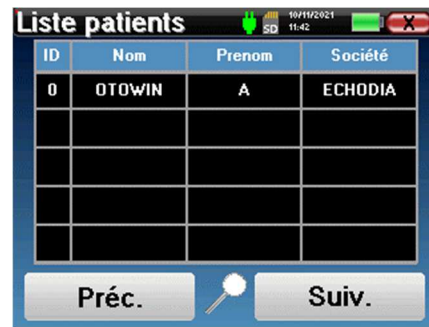 Liste patients
SD
10/11/2021
11:42
X
ID Nom Prenom Société
0 OTOWIN A ECHODIA
Préc. Suiv.